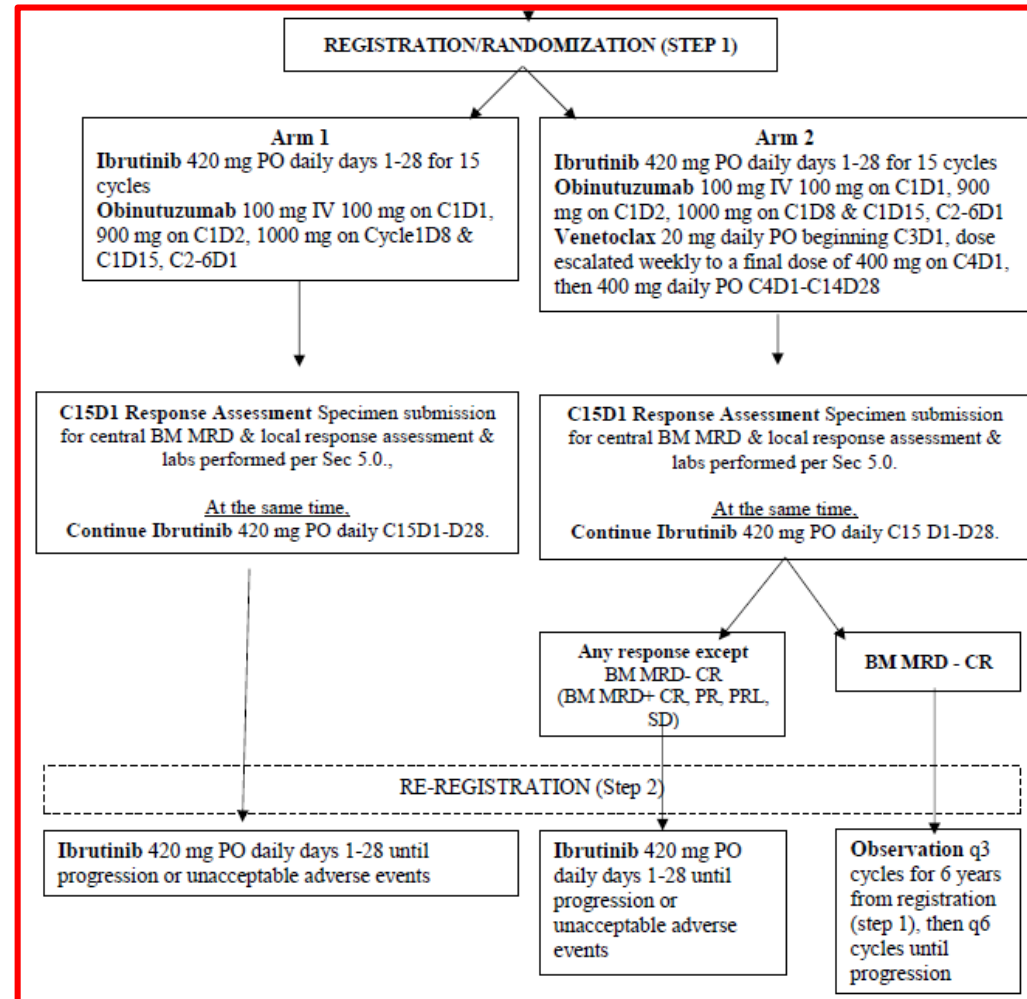 REGISTRATION/RANDOMIZATION (STEP 1)
Arm 1
Ibrutinib 420 mg PO daily days 1-28 for 15
cycles
Obinutuzumab 100 mg IV 100 mg on C1D1,
900 mg on C1D2, 1000 mg on Cycle1D8 &
C1D15, C2-6D1
Arm 2
Ibrutinib 420 mg PO daily days 1-28 for 15 cycles
Obinutuzumab 100 mg IV 100 mg on C1D1, 900
mg on C1D2, 1000 mg on C1D8 & C1D15, C2-6D1
Venetoclax 20 mg daily PO beginning C3D1, dose
escalated weekly to a final dose of 400 mg on C4D1,
then 400 mg daily PO C4D1-C14D28
C15D1 Response Assessment Specimen submission
for central BM MRD & local response assessment &
labs performed per Sec 5.0.,
At the same time,
Continue Ibrutinib 420 mg PO daily C15D1-D28.
C15D1 Response Assessment Specimen submission
for central BM MRD & local response assessment &
labs performed per Sec 5.0.
At the same time,
Continue Ibrutinib 420 mg PO daily C15 D1-D28.
Any response except
BM MRD- CR
(BM MRD+ CR, PR, PRL,
SD)
BM MRD - CR
RE-REGISTRATION (Step 2)
Ibrutinib 420 mg PO daily days 1-28 until
progression or unacceptable adverse events
Ibrutinib 420 mg PO
daily days 1-28 until
progression or
unacceptable adverse
events
Observation q3
cycles for 6 years
from registration
(step 1), then q6
cycles until
progression